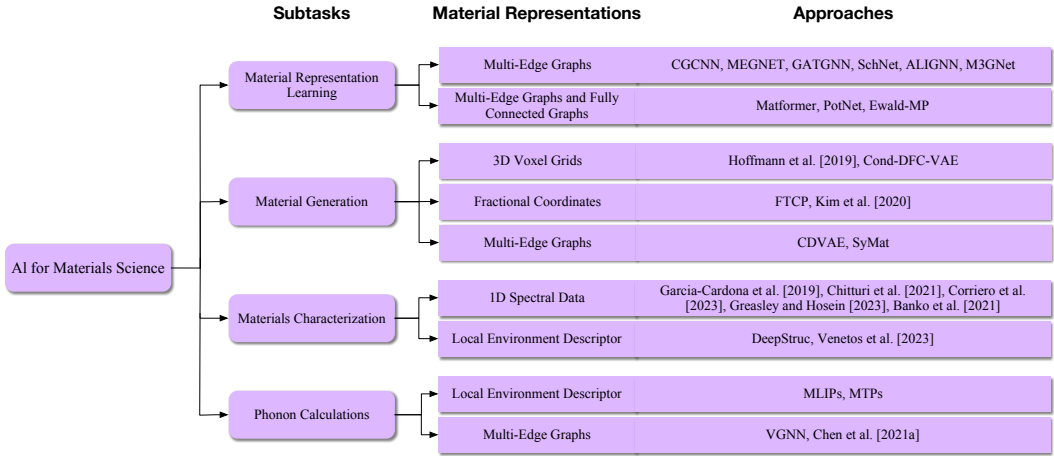 Subtasks
Material Representations
Approaches
AI for Materials Science
Material Representation
Learning
Multi-Edge Graphs
CGCNN, MEGNET, GATGNN, SchNet, ALIGNN, M3GNet
Multi-Edge Graphs and Fully
Connected Graphs
Matformer, PotNet, Ewald-MP
Material Generation
3D Voxel Grids
Hoffmann et al. [2019], Cond-DFC-VAE
Fractional Coordinates
FTCP, Kim et al. [2020]
Multi-Edge Graphs
CDVAE, SyMat
Materials Characterization
1D Spectral Data
Garcia-Cardona et al. [2019], Chitturi et al. [2021], Corriero et al.
[2023], Greasley and Hosein [2023], Banko et al. [2021]
Local Environment Descriptor
DeepStruc, Venetos et al. [2023]
Phonon Calculations
Local Environment Descriptor
MLIPs, MTPs
Multi-Edge Graphs
VGNN, Chen et al. [2021a]